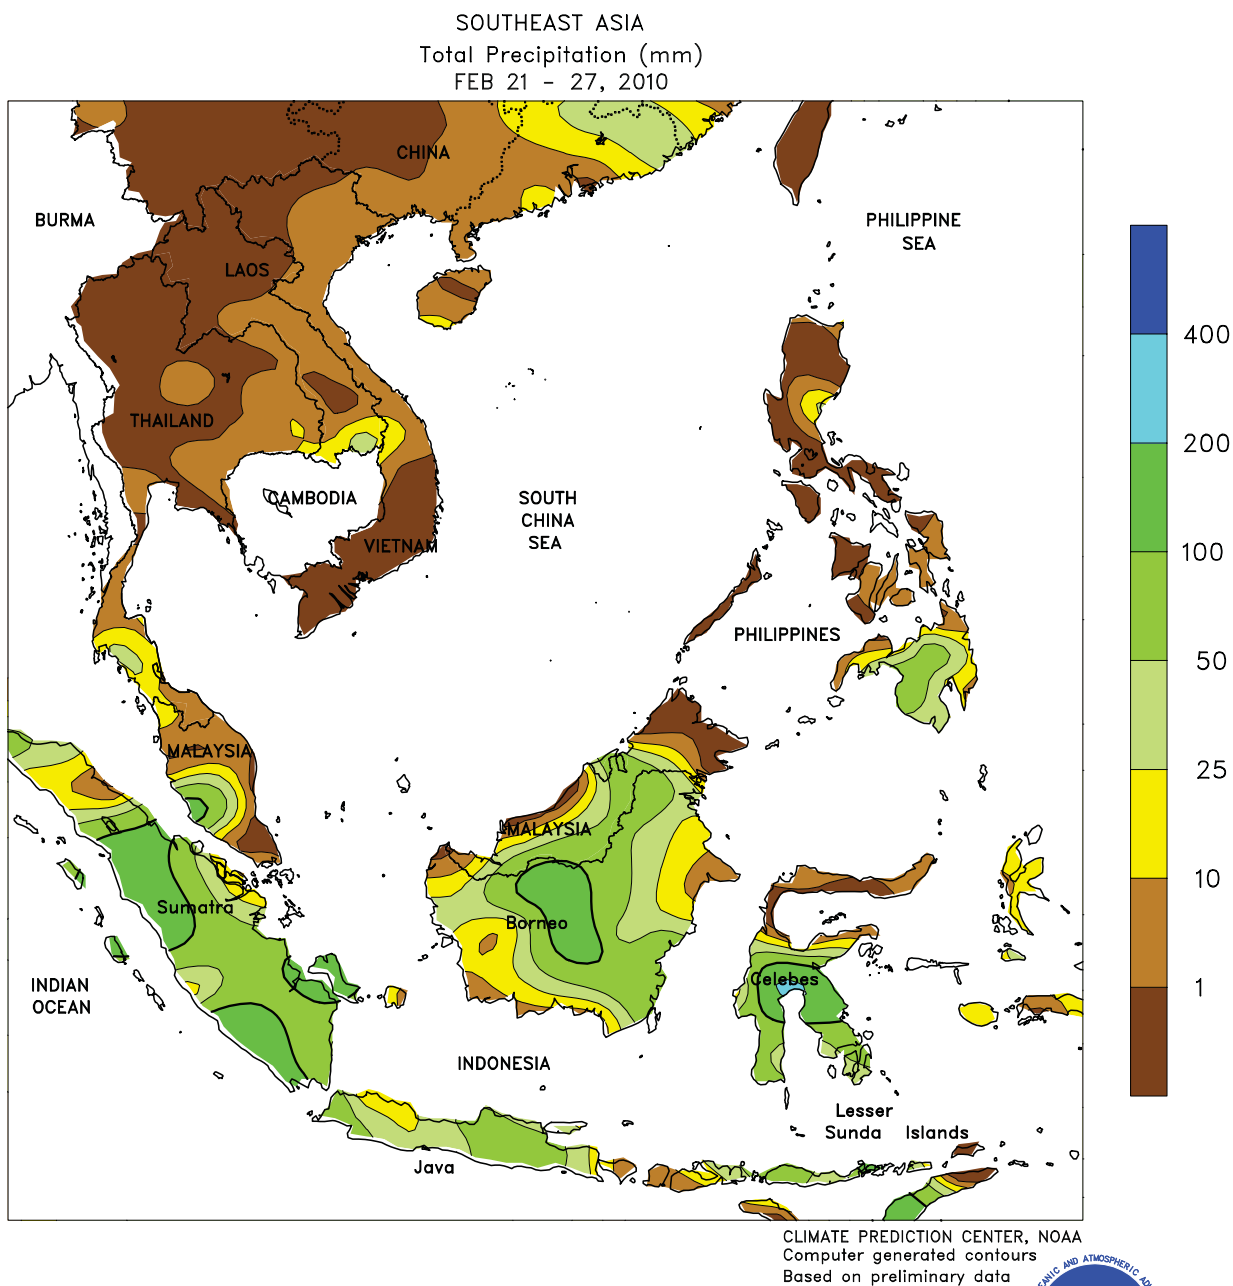 SOUTHEAST ASIA
Total Precipitation (mm)
FEB 21 - 27, 2010
CHINA
BURMA
PHILIPPINE
SEA
LAOS
THAILAND
CAMBODIA
SOUTH
CHINA
SEA
VIETNAM
PHILIPPINES
MALAYSIA
MALAYSIA
Sumatra
Borneo
Celebes
INDIAN
OCEAN
INDONESIA
Lesser
Sunda Islands
Java
400
200
100
50
25
10
1
CLIMATE PREDICTION CENTER, NOAA
Computer generated contours
Based on preliminary data
AND ATMOSPHERIC